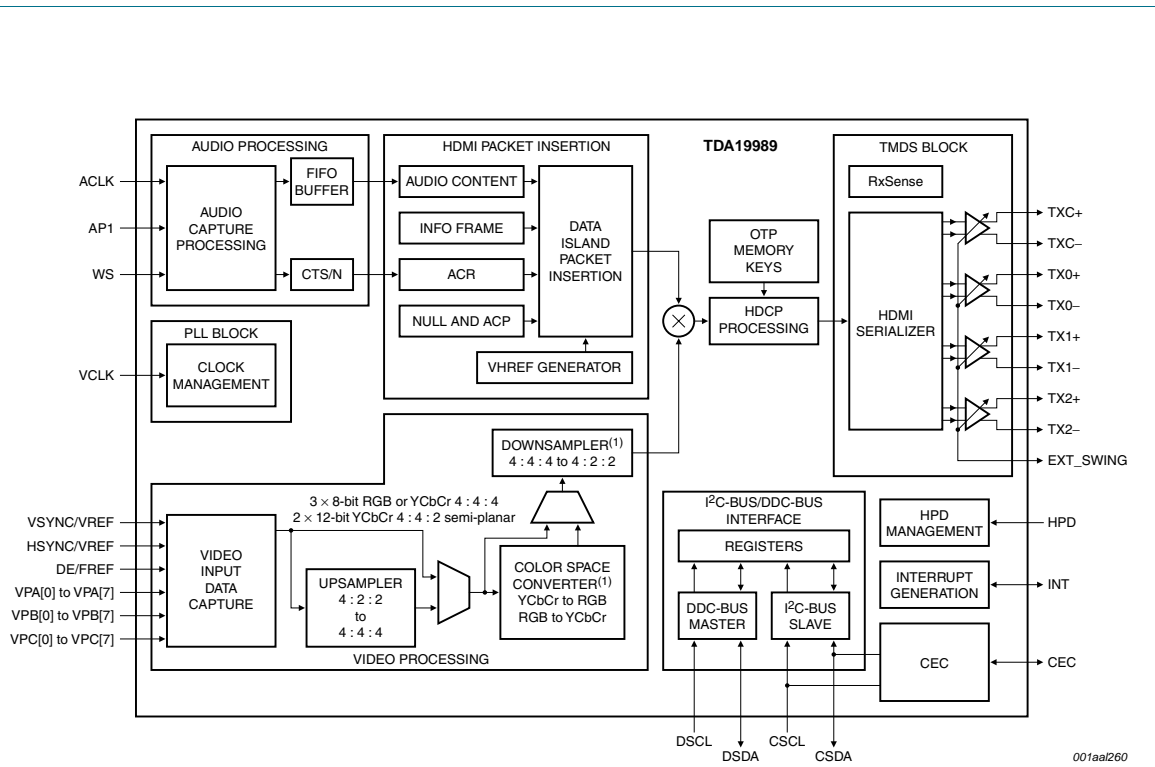 TDA19989
AUDIO PROCESSING
ACLK
AP1
WS
AUDIO
CAPTURE
PROCESSING
FIFO
BUFFER
CTS/N
PLL BLOCK
VCLK
CLOCK
MANAGEMENT
HDMI PACKET INSERTION
AUDIO CONTENT
INFO FRAME
ACR
NULL AND ACP
DATA
ISLAND
PACKET
INSERTION
VHREF GENERATOR
OTP
MEMORY
KEYS
HDCP
PROCESSING
TMDS BLOCK
RxSense
HDMI
SERIALIZER
TXC+
TXC−
TX0+
TX0−
TX1+
TX1−
TX2+
TX2−
EXT_SWING
VSYNC/VREF
HSYNC/VREF
DE/FREF
VPA[0] to VPA[7]
VPB[0] to VPB[7]
VPC[0] to VPC[7]
VIDEO
INPUT
DATA
CAPTURE
3 × 8-bit RGB or YCbCr 4 : 4 : 4
2 × 12-bit YCbCr 4 : 4 : 2 semi-planar
UPSAMPLER
4 : 2 : 2
to
4 : 4 : 4
DOWNSAMPLER(1)
4 : 4 : 4 to 4 : 2 : 2
COLOR SPACE
CONVERTER(1)
YCbCr to RGB
RGB to YCbCr
VIDEO PROCESSING
I2C-BUS/DDC-BUS
INTERFACE
REGISTERS
DDC-BUS
MASTER
I2C-BUS
SLAVE
DSCL
DSDA
CSCL
CSDA
HPD
MANAGEMENT
HPD
INTERRUPT
GENERATION
INT
CEC
CEC
001aal260